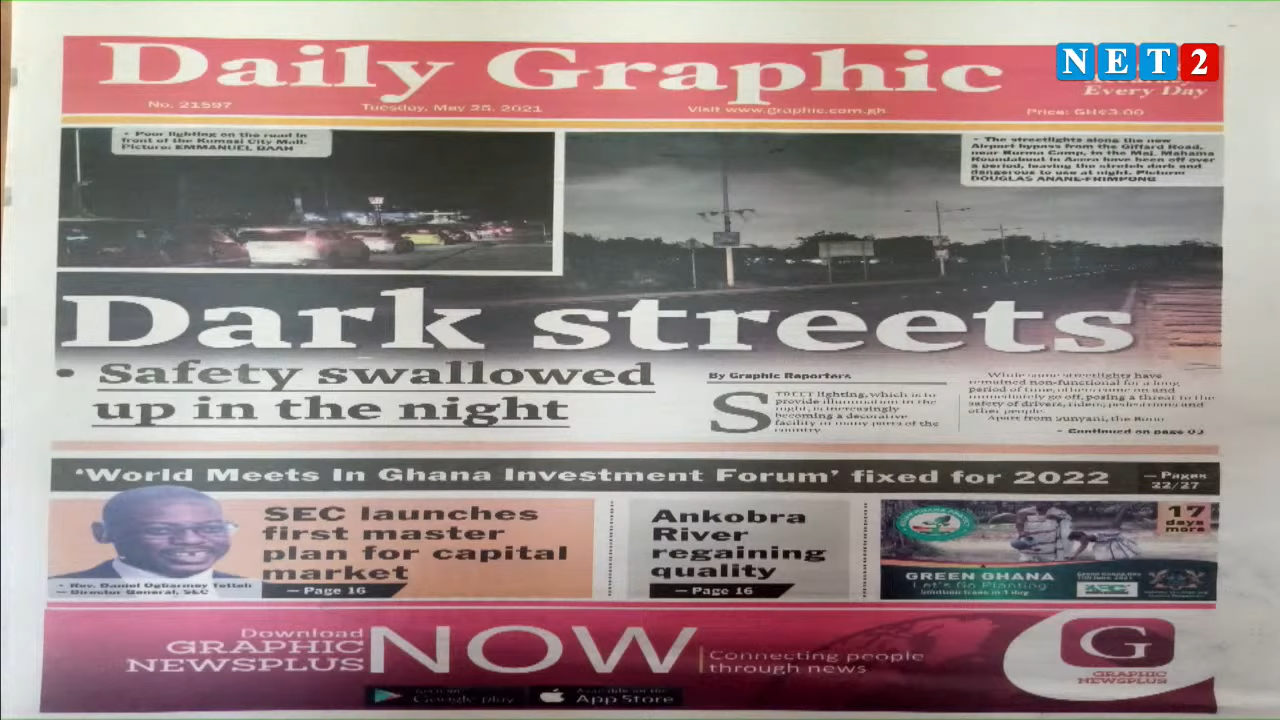 Daily Graphic
NET2
Every Day
No. 21597
Tuesday, May 25, 2021
Visit www.graphic.com.gh
Price: GH¢3.00
• Poor lighting on the road in
front of the Kumasi City Mall.
Picture: EMMANUEL BAAH
• The streetlights along the new
Airport bypass from the Giffard Road,
near Burma Camp, to the Maj. Mahama
Roundabout in Accra have been off over
a period, leaving the stretch dark and
dangerous to use at night. Picture:
DOUGLAS ANANE-FRIMPONG
Dark streets
• Safety swallowed
up in the night
By Graphic Reporters
STREET lighting, which is to
provide illumination in the
night, is increasingly
becoming a decorative
facility in many parts of the
country.
While some streetlights have
remained non-functional for a long
period of time, others come on and
immediately go off, posing a threat to the
safety of drivers, riders, pedestrians and
other people.
Apart from Sunyani, the Bono
– Continued on page 03
‘World Meets In Ghana Investment Forum’ fixed for 2022
—Pages
22/27
SEC launches
first master
plan for capital
market
— Page 16
• Rev. Daniel Ogbarmey Tetteh
— Director General, SEC
Ankobra
River
regaining
quality
— Page 16
17
days
more
GREEN GHANA
Let's Go Planting
5million trees in 1 day
Download
GRAPHIC
NEWSPLUS
NOW
Connecting people
through news
Google play
Available on the
App Store
G
GRAPHIC
NEWSPLUS